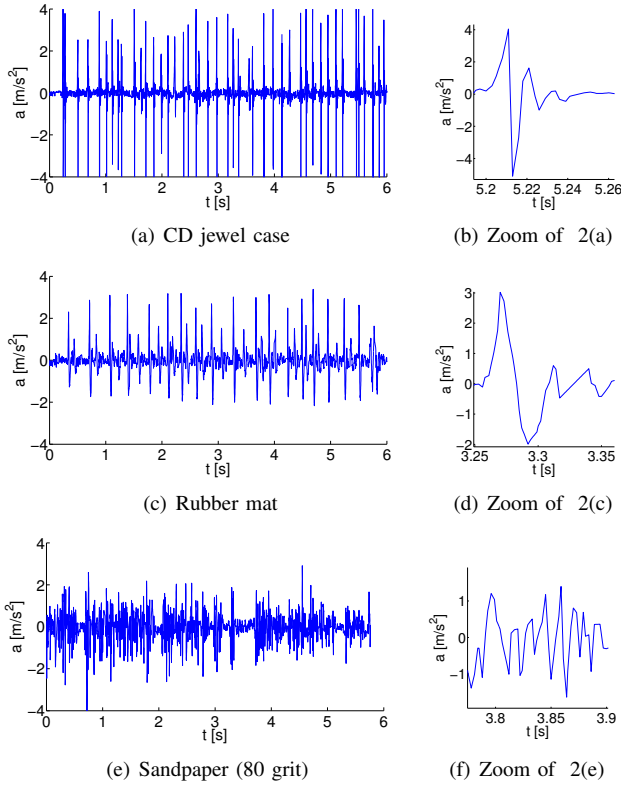 4
2
0
−2
−4
a [m/s²]
0 1 2 3 4 5 6
t [s]
4
2
0
−2
−4
a [m/s²]
5.2 5.22 5.24 5.26
t [s]
(a) CD jewel case
(b) Zoom of 2(a)
4
2
0
−2
−4
a [m/s²]
0 1 2 3 4 5 6
t [s]
3
2
1
0
−1
−2
a [m/s²]
3.25 3.3 3.35
t [s]
(c) Rubber mat
(d) Zoom of 2(c)
4
2
0
−2
−4
a [m/s²]
0 1 2 3 4 5 6
t [s]
1
0
−1
a [m/s²]
3.8 3.85 3.9
t [s]
(e) Sandpaper (80 grit)
(f) Zoom of 2(e)